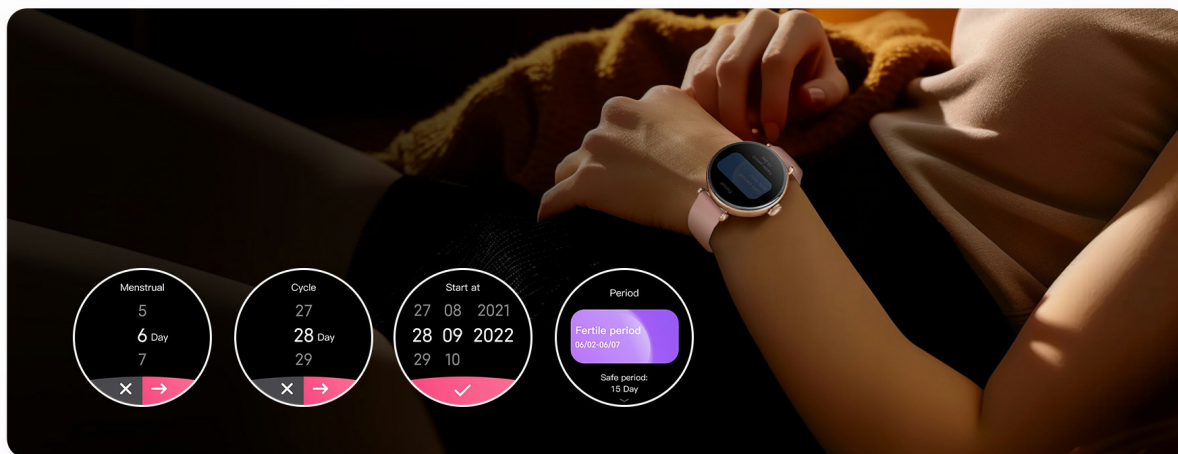 Menstrual
5
6 Day
7
Cycle
27
28 Day
29
Start at
27 08 2021
28 09 2022
29 10
Period
Fertile period
06/02-06/07
Safe period:
15 Day